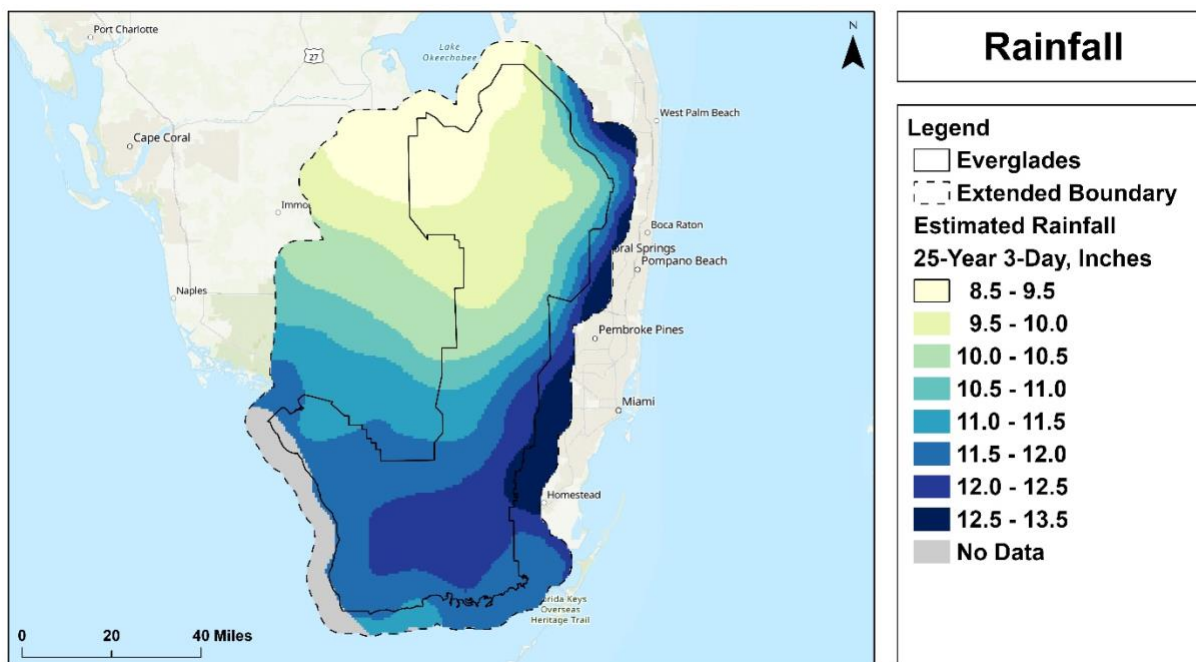 Port Charlotte
Lake
Okeechobee
27
N
West Palm Beach
Cape Coral
Boca Raton
Springs
Pompano Beach
Naples
Pembroke Pines
Miami
Homestead
Keys
Overseas
Heritage Trail
0 20 40 Miles
Rainfall
Legend
Everglades
Extended Boundary
Estimated Rainfall
25-Year 3-Day, Inches
8.5 - 9.5
9.5 - 10.0
10.0 - 10.5
10.5 - 11.0
11.0 - 11.5
11.5 - 12.0
12.0 - 12.5
12.5 - 13.5
No Data